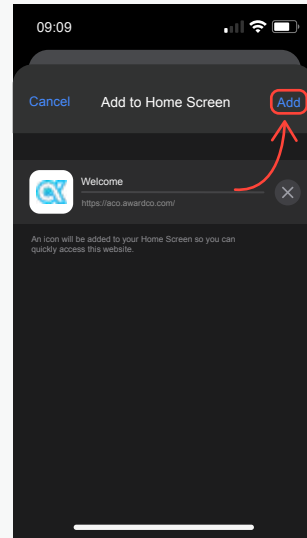 09:09
Cancel Add to Home Screen Add
Welcome
https://aco.awardco.com/
An icon will be added to your Home Screen so you can
quickly access this website.